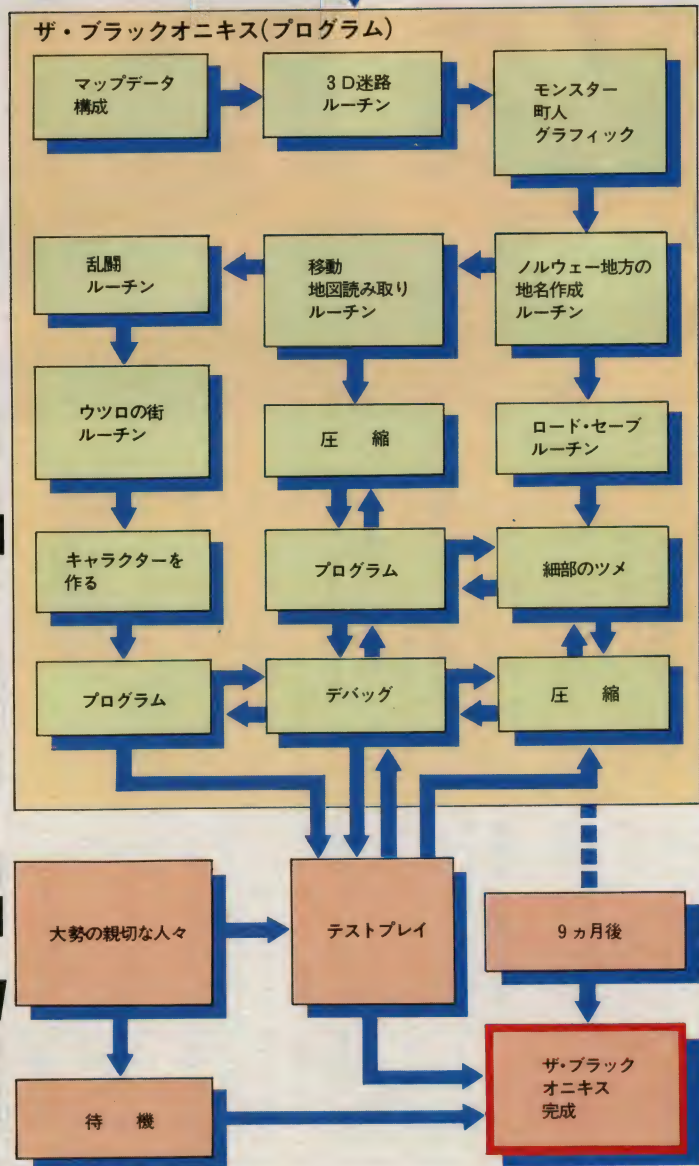 ザ・ブラックオニキス(プログラム)
マップデータ
構成
3D迷路
ルーチン
モンスター
町人
グラフィック
乱闘
ルーチン
移動
地図読み取り
ルーチン
ノルウェー地方の
地名作成
ルーチン
ウツロの街
ルーチン
圧 縮
ロード・セーブ
ルーチン
キャラクターを
作る
プログラム
細部のツメ
プログラム
デバッグ
圧 縮
大勢の親切な人々
テストプレイ
9ヵ月後
待 機
ザ・ブラック
オニキス
完成